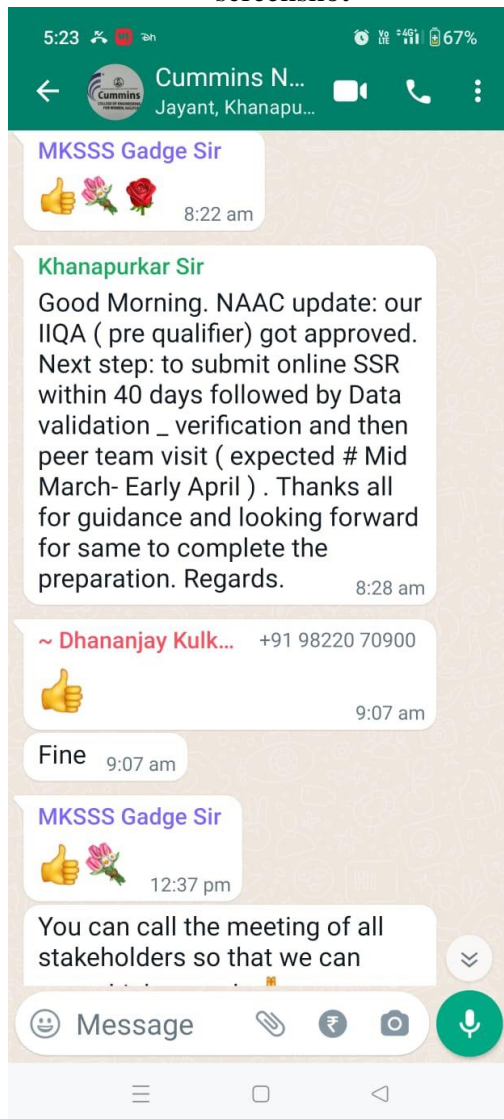 screenshot
5:23
67%
Cummins N...
Jayant, Khanapu...
MKSSS Gadge Sir
8:22 am
Khanapurkar Sir
Good Morning. NAAC update: our
IIQA ( pre qualifier) got approved.
Next step: to submit online SSR
within 40 days followed by Data
validation _ verification and then
peer team visit ( expected # Mid
March- Early April ) . Thanks all
for guidance and looking forward
for same to complete the
preparation. Regards.
8:28 am
~ Dhananjay Kulk... +91 98220 70900
9:07 am
Fine 9:07 am
MKSSS Gadge Sir
12:37 pm
You can call the meeting of all
stakeholders so that we can
Message